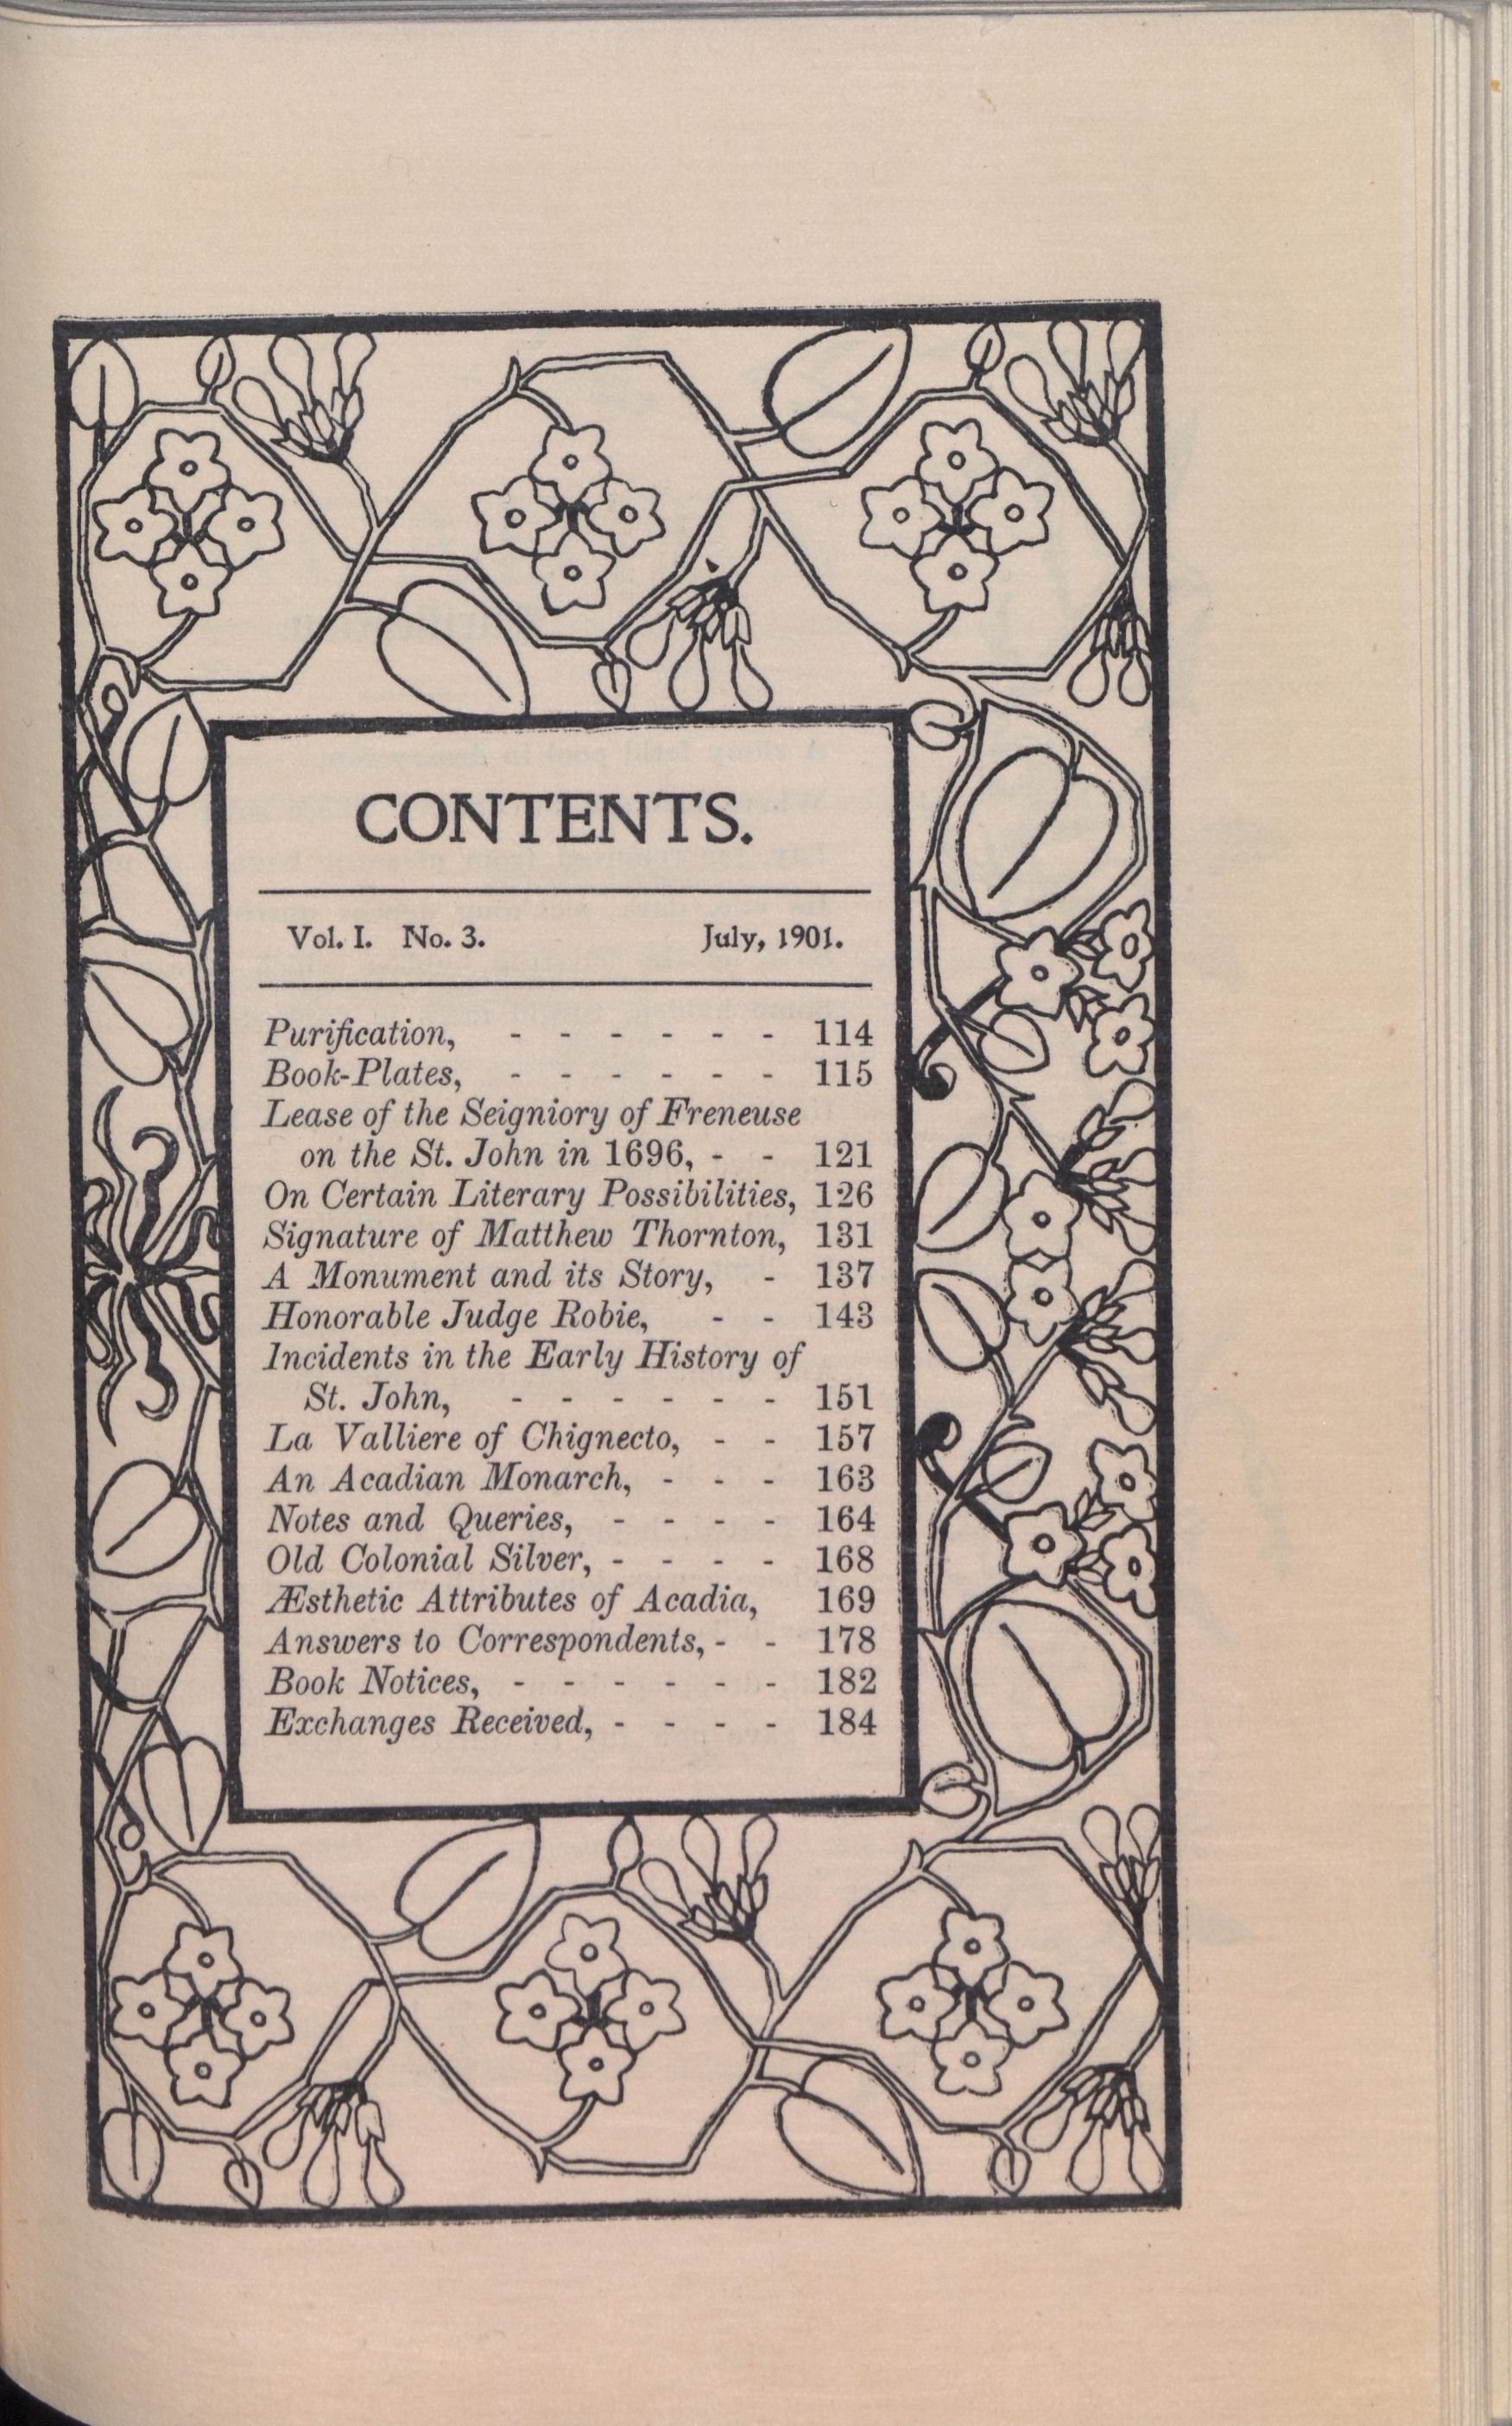 CONTENTS.
Vol. I. No. 3. July, 1901.
Purification, - - - - - - 114
Book-Plates, - - - - - - 115
Lease of the Seigniory of Freneuse
on the St. John in 1696, - - 121
On Certain Literary Possibilities, 126
Signature of Matthew Thornton, 131
A Monument and its Story, - 137
Honorable Judge Robie, - - 143
Incidents in the Early History of
St. John, - - - - - - 151
La Valliere of Chignecto, - - 157
An Acadian Monarch, - - - 163
Notes and Queries, - - - - 164
Old Colonial Silver, - - - - 168
Æsthetic Attributes of Acadia, 169
Answers to Correspondents, - - 178
Book Notices, - - - - - - 182
Exchanges Received, - - - - 184